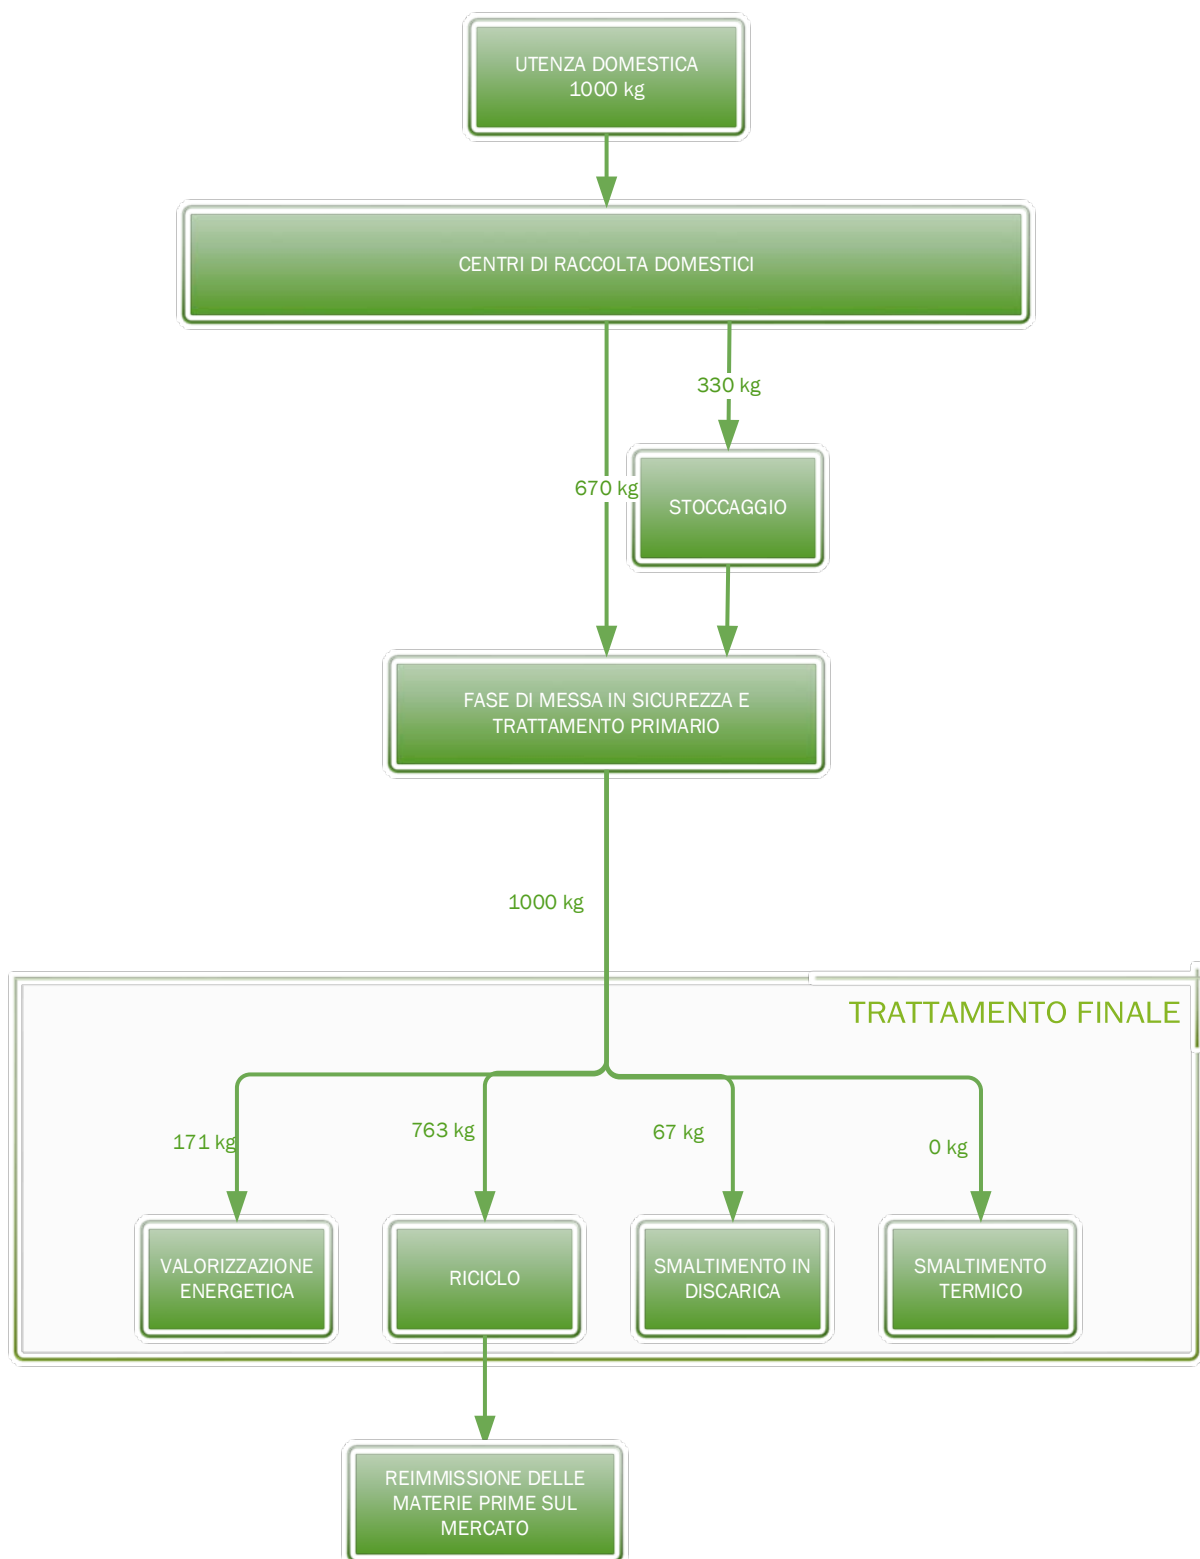 UTENZA DOMESTICA
1000 kg
CENTRI DI RACCOLTA DOMESTICI
330 kg
670 kg
STOCCAGGIO
FASE DI MESSA IN SICUREZZA E
TRATTAMENTO PRIMARIO
1000 kg
TRATTAMENTO FINALE
171 kg
763 kg
67 kg
0 kg
VALORIZZAZIONE
ENERGETICA
RICICLO
SMALTIMENTO IN
DISCARICA
SMALTIMENTO
TERMICO
REIMMISSIONE DELLE
MATERIE PRIME SUL
MERCATO